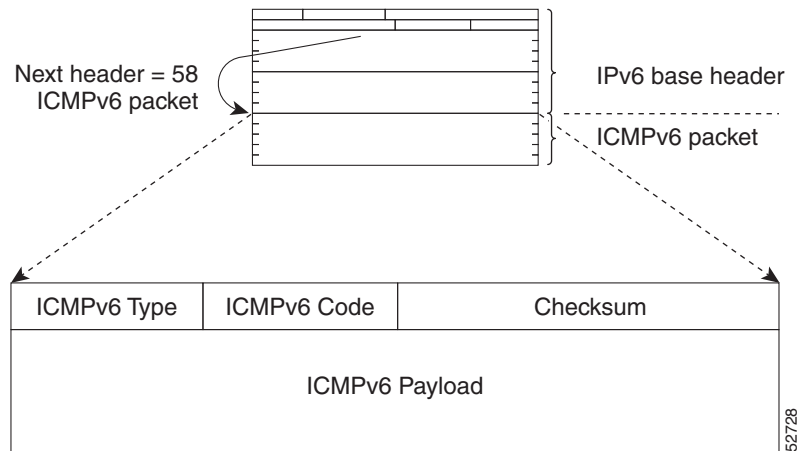 Next header = 58
ICMPv6 packet
IPv6 base header
ICMPv6 packet
ICMPv6 Type
ICMPv6 Code
Checksum
ICMPv6 Payload
52728